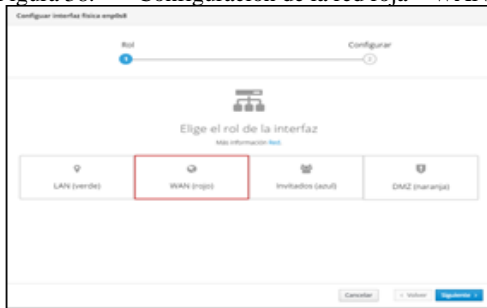 Configuar interfaz física enp0s8
Rol
Configurar
1
2
Elige el rol de la interfaz
Más información Red.
LAN (verde)
WAN (rojo)
Invitados (azul)
DMZ (naranja)
Cancelar
< Volver
Siguiente >